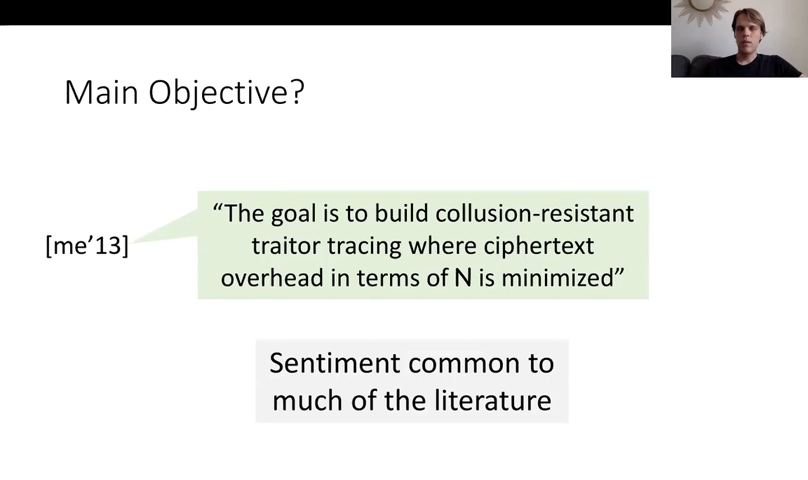 Main Objective?
[me’13]
“The goal is to build collusion-resistant
traitor tracing where ciphertext
overhead in terms of N is minimized”
Sentiment common to
much of the literature